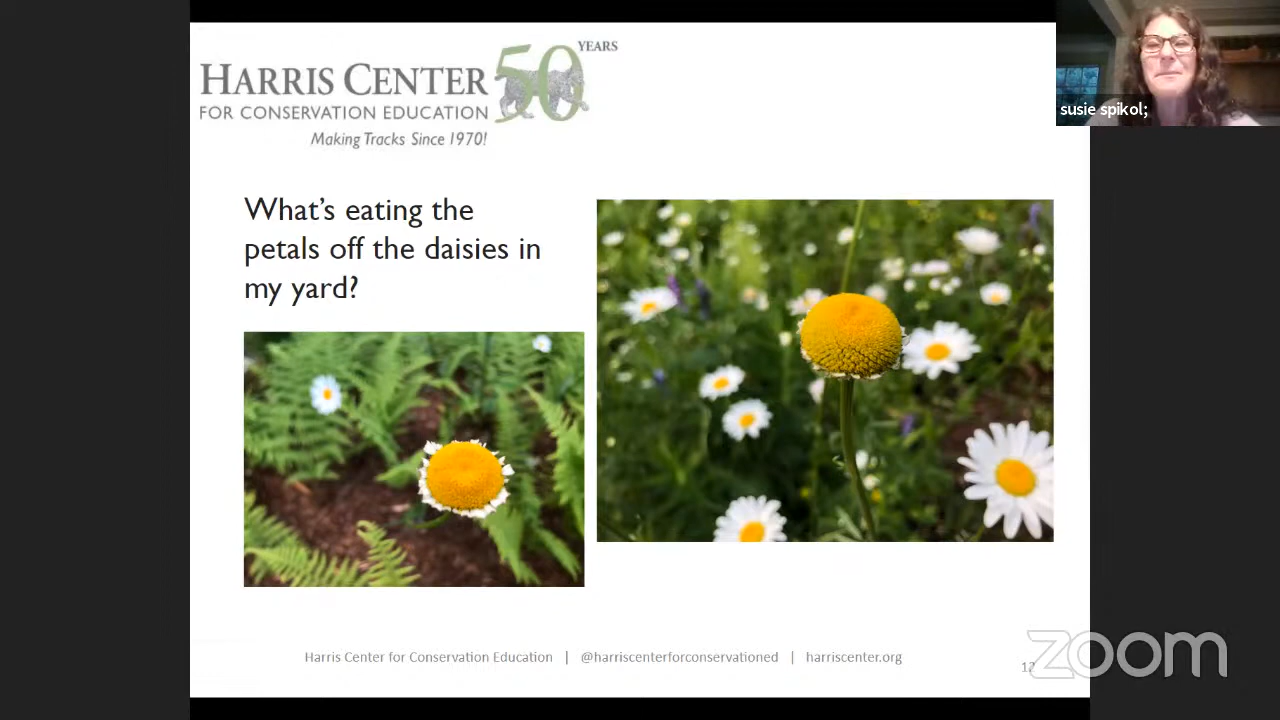 HARRIS CENTER
50
YEARS
FOR CONSERVATION EDUCATION
Making Tracks Since 1970!
susie spikol;
What's eating the
petals off the daisies in
my yard?
Harris Center for Conservation Education | @harriscenterforconservationed | harriscenter.org
zoom